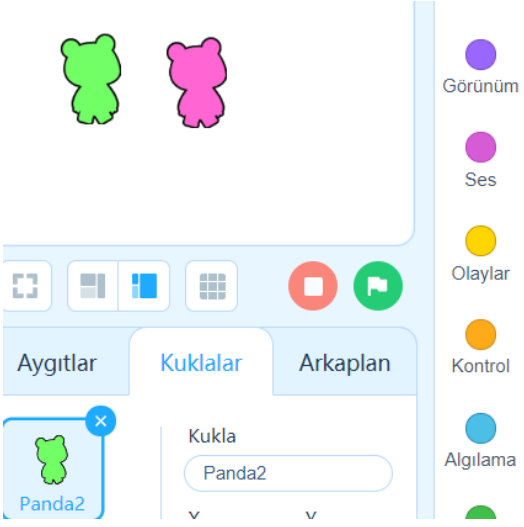 Görünüm
Ses
Olaylar
Kontrol
Algılama
Aygıtlar
Kuklalar
Arkaplan
Kukla
Panda2
Panda2
X
Y